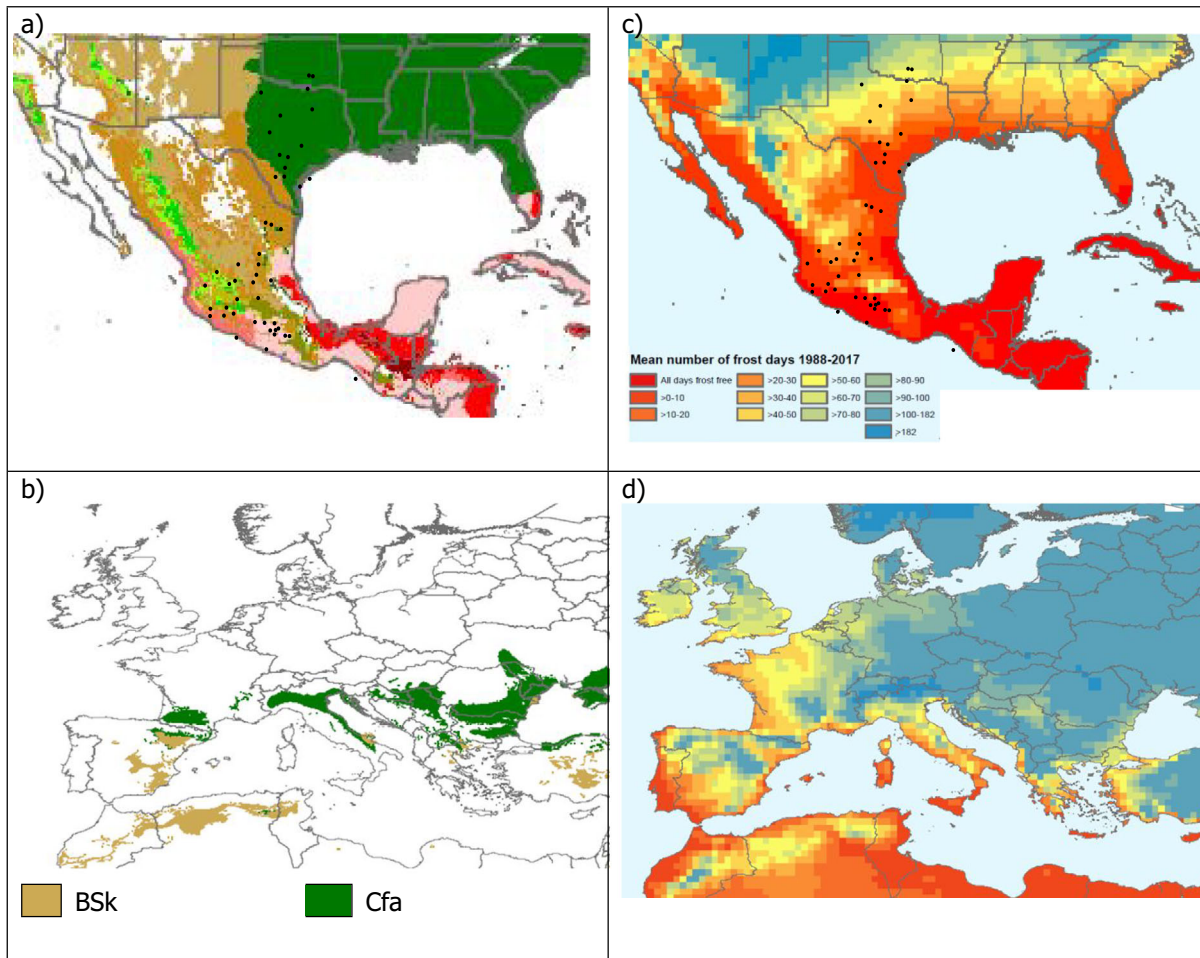 a)
c)
Mean number of frost days 1988-2017
All days frost free
>20-30
>50-60
>80-90
>0-10
>30-40
>60-70
>90-100
>10-20
>40-50
>70-80
>100-182
>182
b)
d)
BSk
Cfa